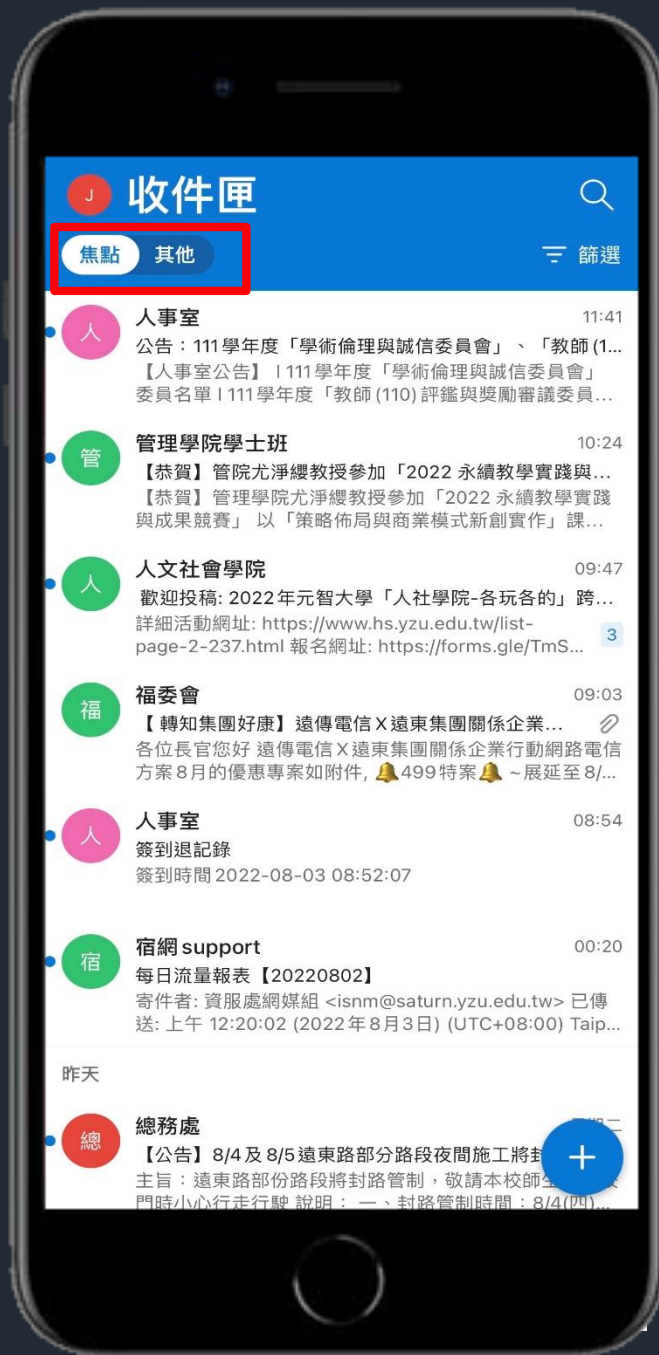 J 收件匣
焦點 其他 篩選
人 人事室 11:41
公告：111學年度「學術倫理與誠信委員會」、「教師(1...
【人事室公告】 | 111學年度「學術倫理與誠信委員會」
委員名單 | 111學年度「教師(110)評鑑與獎勵審議委員...
管 管理學院學士班 10:24
【恭賀】管院尤淨纓教授參加「2022 永續教學實踐與...
【恭賀】管理學院尤淨纓教授參加「2022 永續教學實踐
與成果競賽」 以「策略佈局與商業模式新創實作」課...
人 人文社會學院 09:47
歡迎投稿: 2022年元智大學「人社學院-各玩各的」跨...
詳細活動網址: https://www.hs.yzu.edu.tw/list-
page-2-237.html 報名網址: https://forms.gle/TmS... 3
福 福委會 09:03
【 轉知集團好康】遠傳電信X遠東集團關係企業...
各位長官您好 遠傳電信X遠東集團關係企業行動網路電信
方案8月的優惠專案如附件, 🔔499特案🔔 ~展延至8/...
人 人事室 08:54
簽到退記錄
簽到時間2022-08-03 08:52:07
宿 宿網support 00:20
每日流量報表【20220802】
寄件者: 資服處網媒組 <isnm@saturn.yzu.edu.tw> 已傳
送: 上午 12:20:02 (2022年8月3日) (UTC+08:00) Taip...
昨天
總 總務處
【公告】8/4及8/5遠東路部分路段夜間施工將封
主旨：遠東路部份路段將封路管制，敬請本校師生
門時小心行走行駛 說明： 一、封路管制時間：8/4(四)...